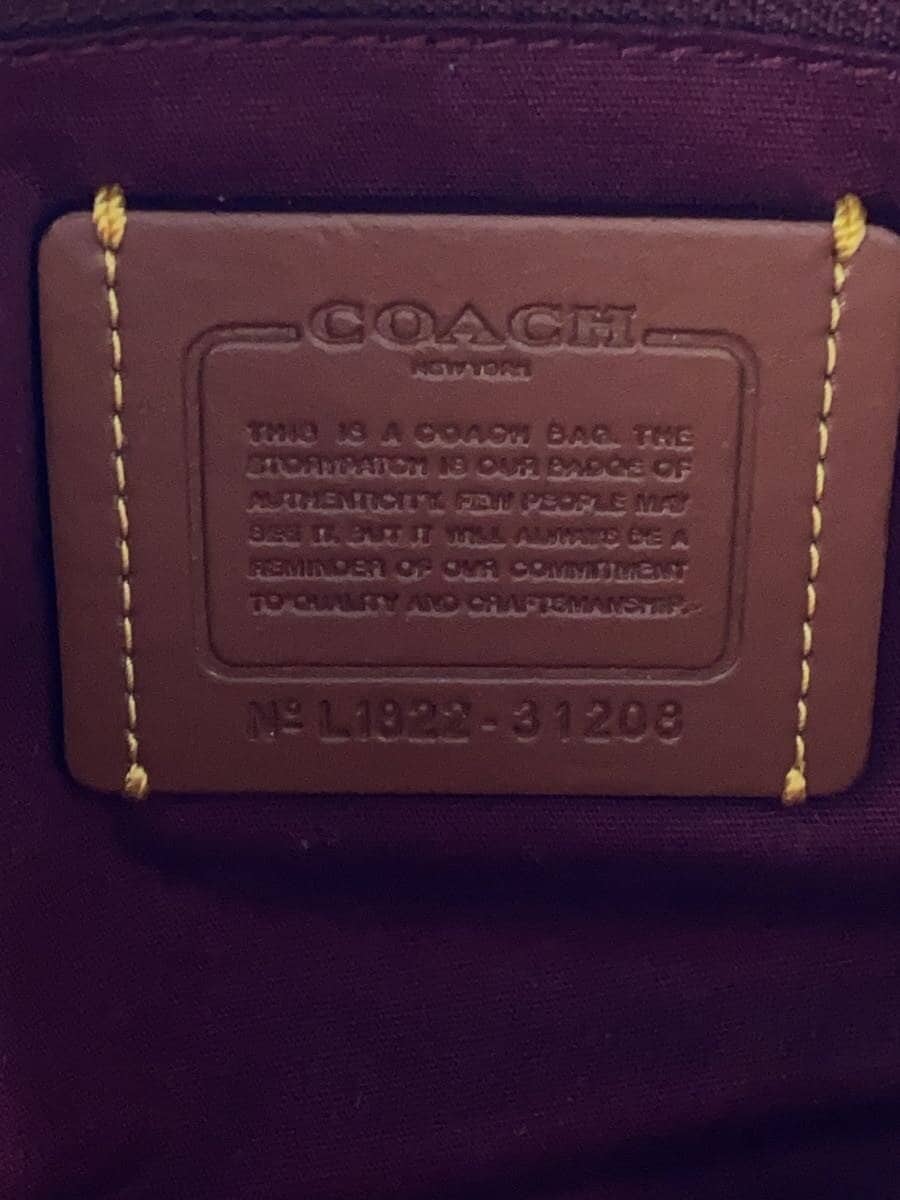 COACH
NEW YORK
THIS IS A COACH BAG. THE
STORYPATCH IS OUR BADGE OF
AUTHENTICITY. FEW PEOPLE MAY
SEE IT. BUT IT WILL ALWAYS BE A
REMINDER OF OUR COMMITMENT
TO QUALITY AND CRAFTSMANSHIP.
Nº L1922-31208